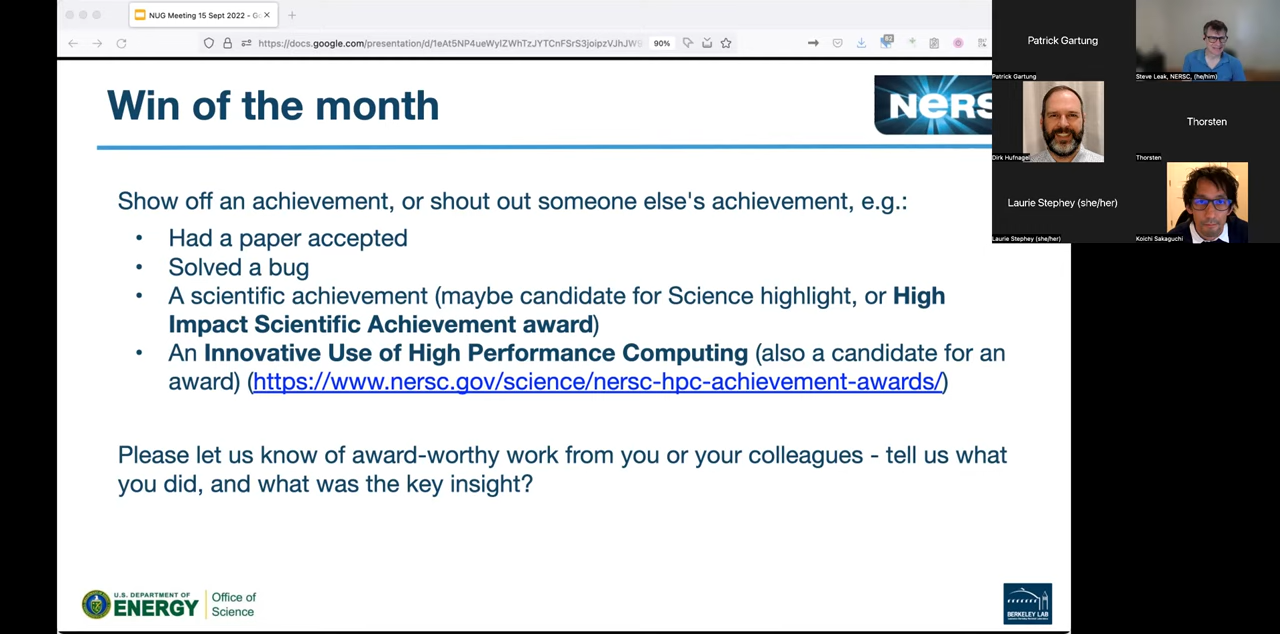 NUG Meeting 15 Sept 2022 - G
https://docs.google.com/presentation/d/1eAt5NP4ueWyIZWhTzJYTCnFSrS3joipzVJhJW
90%
Win of the month
NERS
Show off an achievement, or shout out someone else's achievement, e.g.:
• Had a paper accepted
• Solved a bug
• A scientific achievement (maybe candidate for Science highlight, or High
Impact Scientific Achievement award)
• An Innovative Use of High Performance Computing (also a candidate for an
award) (https://www.nersc.gov/science/nersc-hpc-achievement-awards/)
Please let us know of award-worthy work from you or your colleagues - tell us what
you did, and what was the key insight?
U.S. DEPARTMENT OF
ENERGY
Office of
Science
BERKELEY LAB
Patrick Gartung
Patrick Gartung
Steve Leak, NERSC, (he/him)
Dirk Hufnagel
Thorsten
Thorsten
Laurie Stephey (she/her)
Laurie Stephey (she/her)
Koichi Sakaguchi